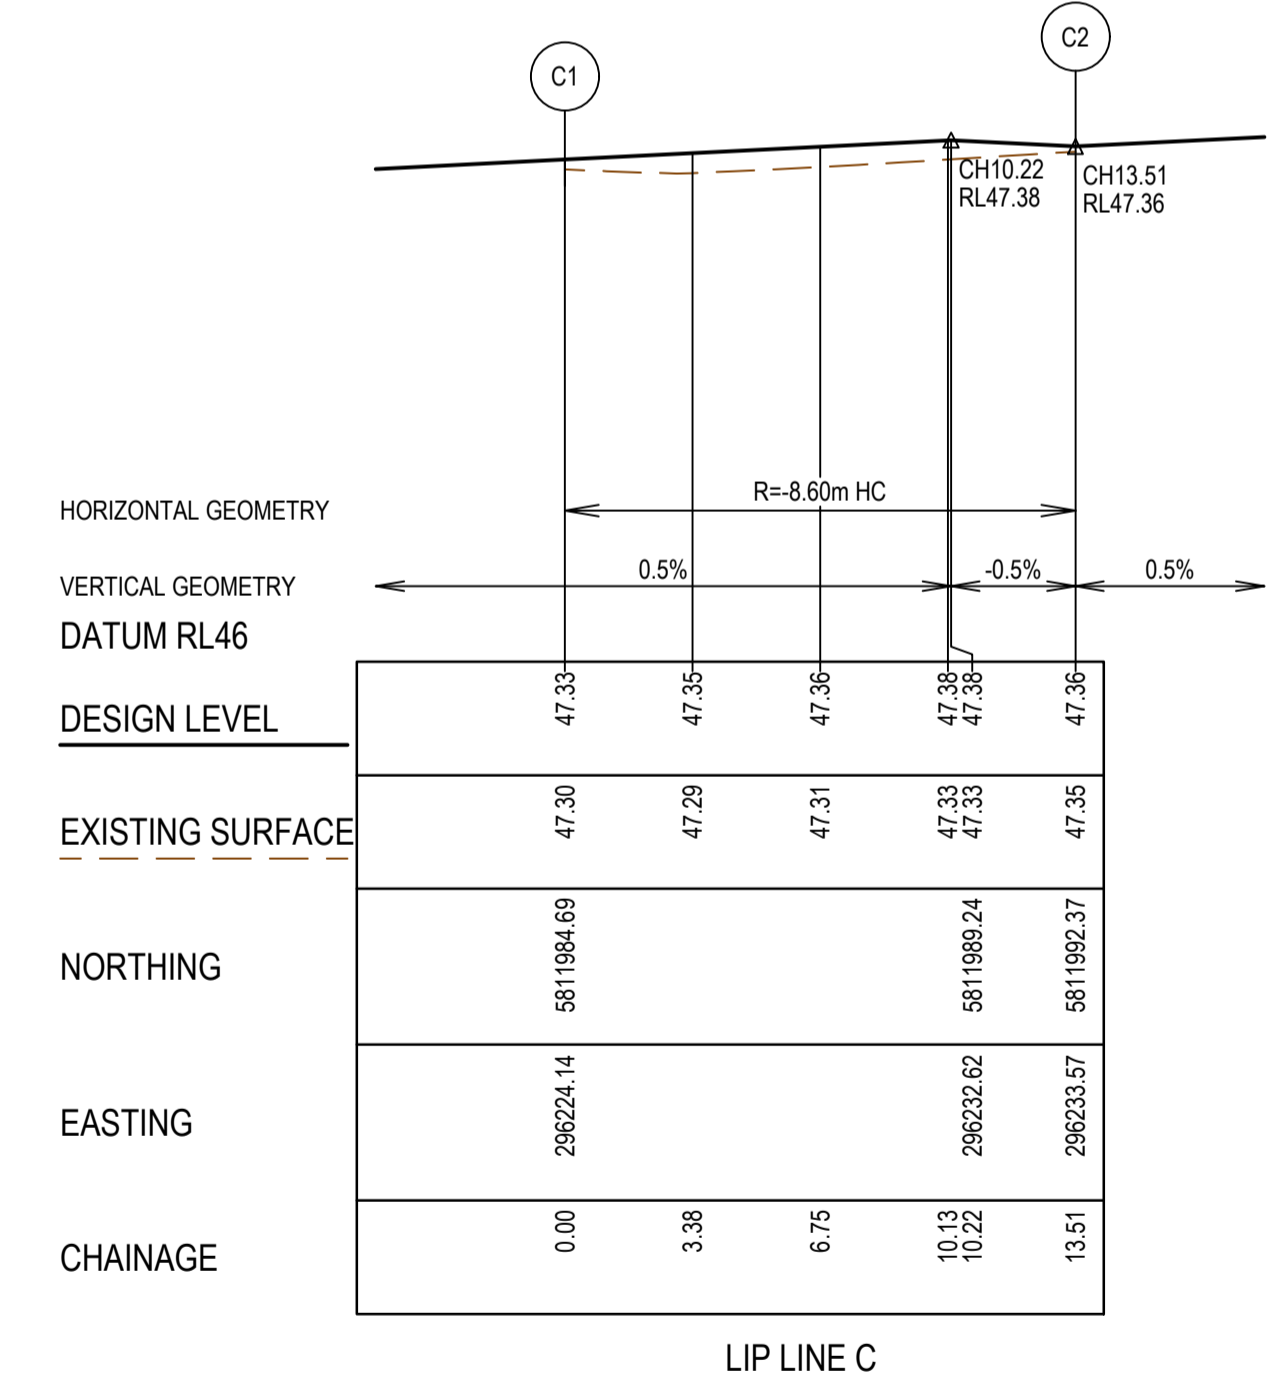 C1
C2
CH10.22
RL47.38
CH13.51
RL47.36
HORIZONTAL GEOMETRY
R=-8.60m HC
VERTICAL GEOMETRY
0.5%
-0.5%
0.5%
DATUM RL46
DESIGN LEVEL
47.33
47.35
47.36
47.38
47.38
47.36
EXISTING SURFACE
47.30
47.29
47.31
47.33
47.33
47.35
NORTHING
5811984.69
5811989.24
5811992.37
EASTING
296224.14
296232.62
296233.57
CHAINAGE
0.00
3.38
6.75
10.13
10.22
13.51
LIP LINE C